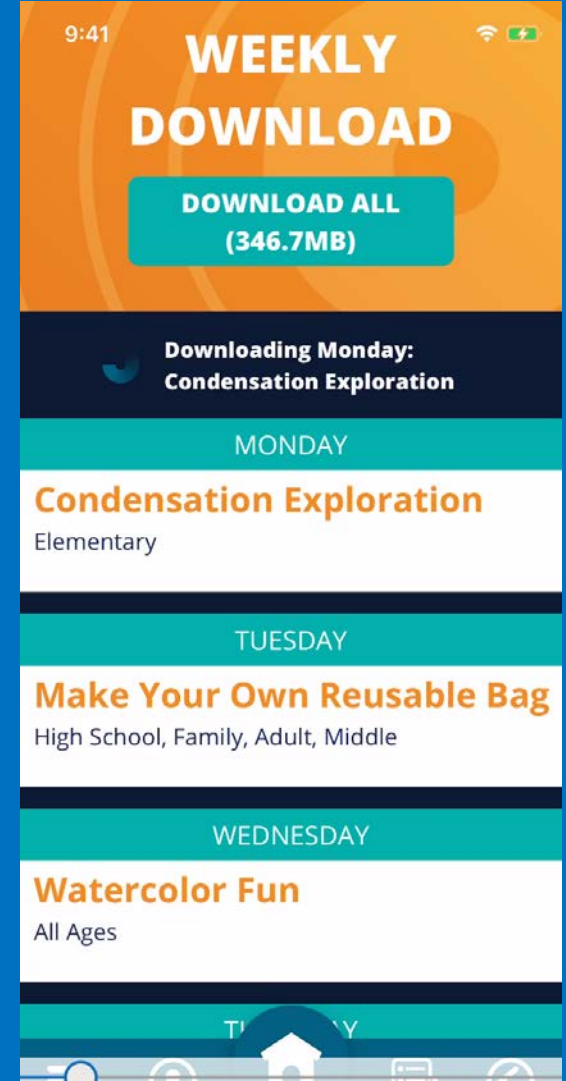 9:41
WEEKLY
DOWNLOAD
DOWNLOAD ALL
(346.7MB)
Downloading Monday:
Condensation Exploration
MONDAY
Condensation Exploration
Elementary
TUESDAY
Make Your Own Reusable Bag
High School, Family, Adult, Middle
WEDNESDAY
Watercolor Fun
All Ages